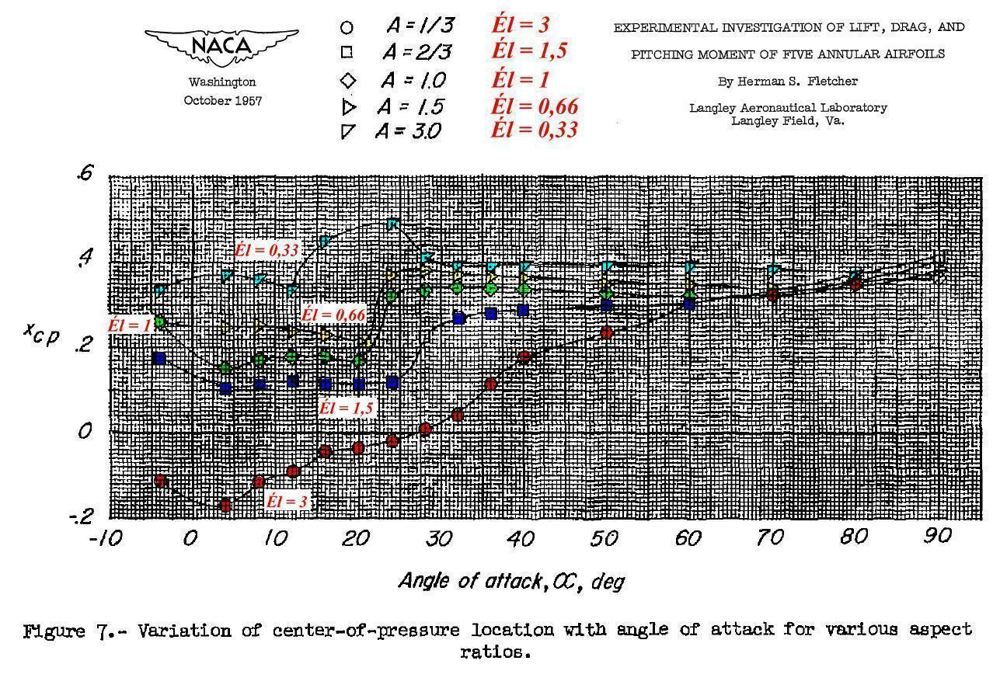 NACA
Washington
October 1957
A = 1/3 Él = 3
A = 2/3 Él = 1,5
A = 1.0 Él = 1
A = 1.5 Él = 0,66
A = 3.0 Él = 0,33
EXPERIMENTAL INVESTIGATION OF LIFT, DRAG, AND
PITCHING MOMENT OF FIVE ANNULAR AIRFOILS
By Herman S. Fletcher
Langley Aeronautical Laboratory
Langley Field, Va.
.6
.4
.2
0
-.2
xcp
Él = 0,33
Él = 0,66
Él = 1
Él = 1,5
Él = 3
-10 0 10 20 30 40 50 60 70 80 90
Angle of attack, α, deg
Figure 7.- Variation of center-of-pressure location with angle of attack for various aspect
ratios.